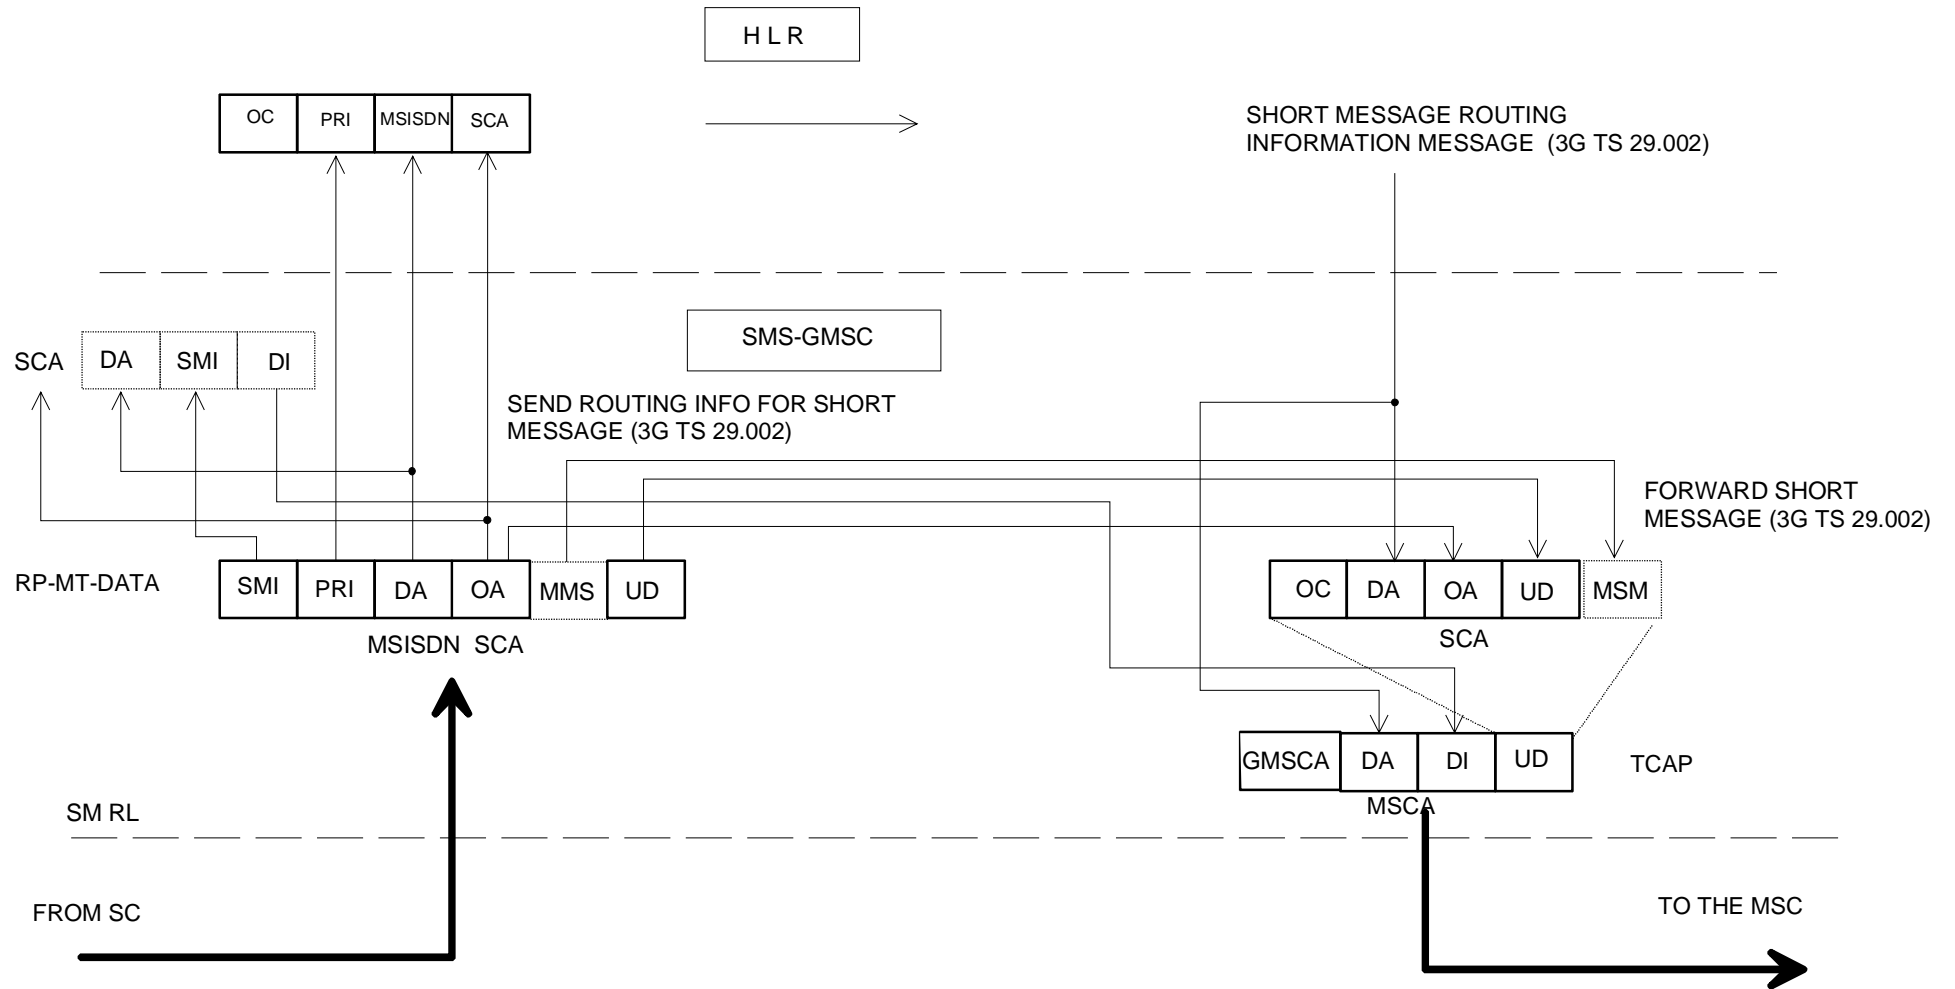 H L R
OC PRI MSISDN SCA
SHORT MESSAGE ROUTING
INFORMATION MESSAGE (3G TS 29.002)
SMS-GMSC
SCA DA SMI DI
SEND ROUTING INFO FOR SHORT
MESSAGE (3G TS 29.002)
FORWARD SHORT
MESSAGE (3G TS 29.002)
RP-MT-DATA SMI PRI DA OA MMS UD
OC DA OA UD MSM
MSISDN SCA
SCA
GMSCA DA DI UD TCAP
MSCA
SM RL
FROM SC
TO THE MSC